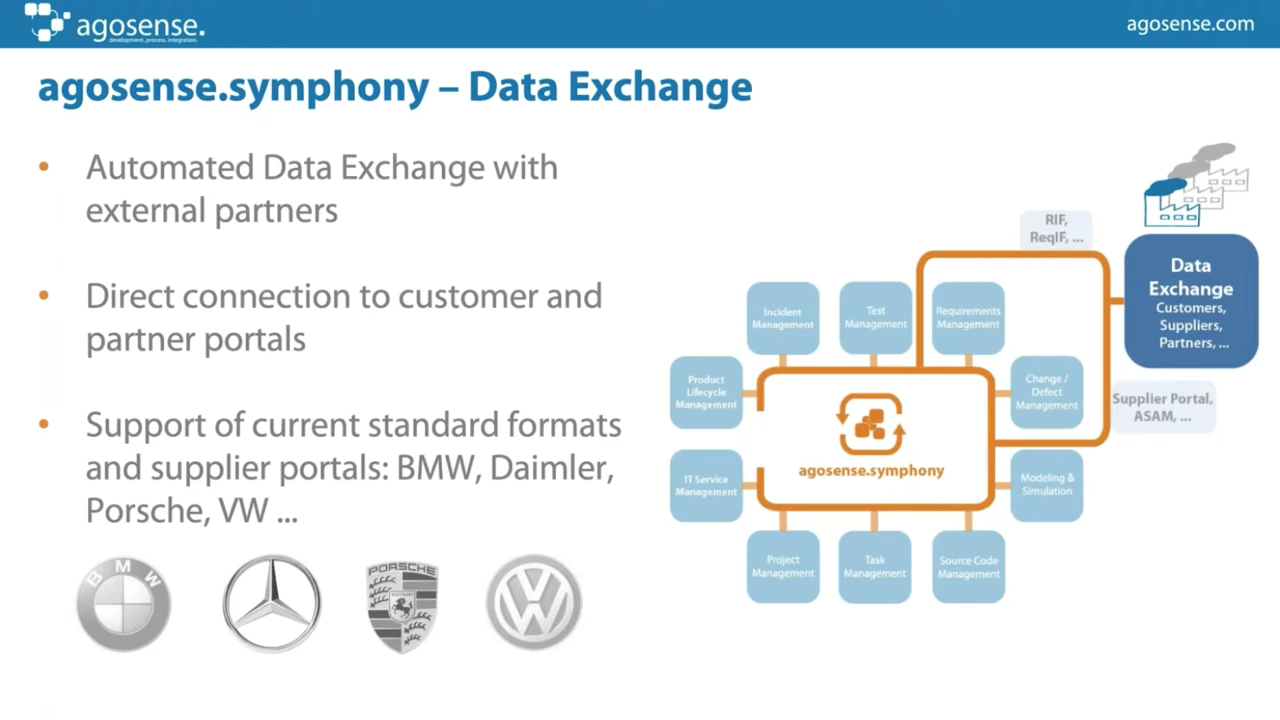 agosense.
development, process, integration.
agosense.com
agosense.symphony – Data Exchange
• Automated Data Exchange with
external partners
• Direct connection to customer and
partner portals
• Support of current standard formats
and supplier portals: BMW, Daimler,
Porsche, VW ...
BMW
PORSCHE
RIF,
ReqIF, ...
Data
Exchange
Customers,
Suppliers,
Partners, ...
Incident
Management
Test
Management
Requirements
Management
Product
Lifecycle
Management
Change /
Defect
Management
Supplier Portal,
ASAM, ...
agosense.symphony
IT Service
Management
Modeling &
Simulation
Project
Management
Task
Management
Source Code
Management